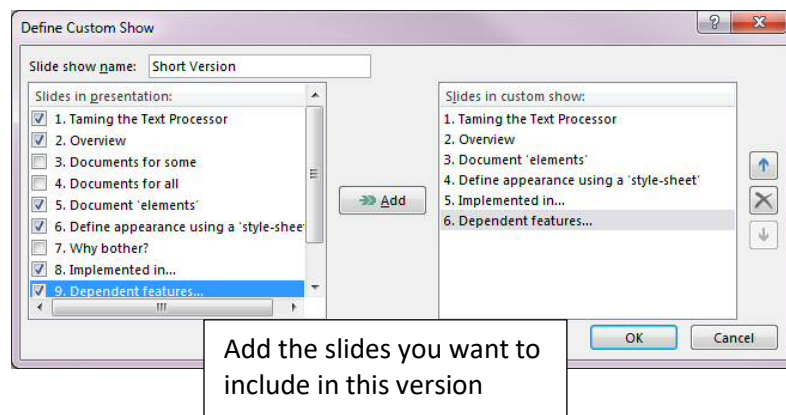 Define Custom Show
Slide show name: Short Version
Slides in presentation:
1. Taming the Text Processor
2. Overview
3. Documents for some
4. Documents for all
5. Document 'elements'
6. Define appearance using a 'style-shee
7. Why bother?
8. Implemented in...
9. Dependent features...
Add
Slides in custom show:
1. Taming the Text Processor
2. Overview
3. Document 'elements'
4. Define appearance using a 'style-sheet'
5. Implemented in...
6. Dependent features...
OK Cancel
Add the slides you want to
include in this version